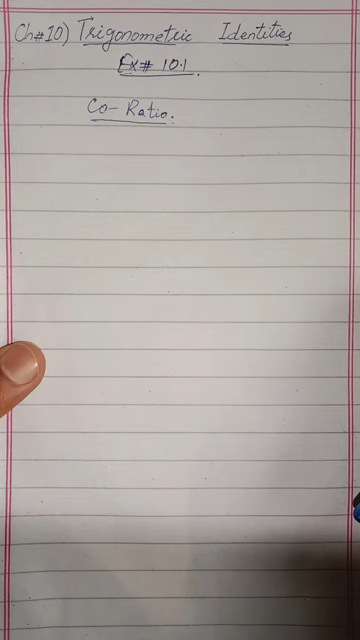 Ch#10) Trigonometric Identities
Ex# 10.1.
Co-Ratio.